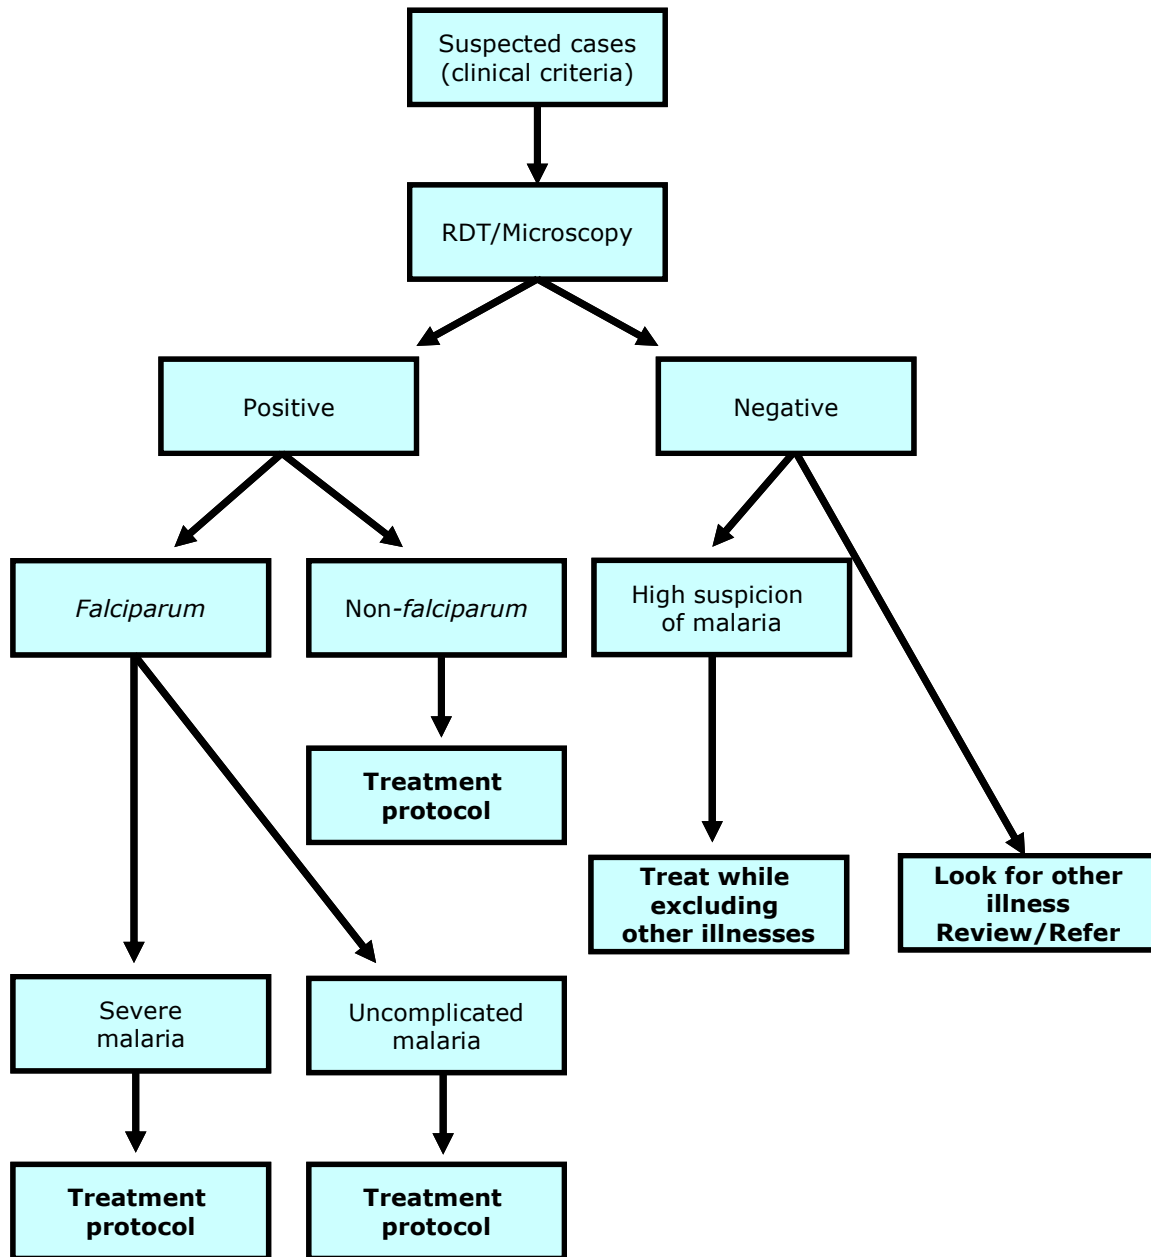 Suspected cases
(clinical criteria)
RDT/Microscopy
Positive
Negative
Falciparum
Non-falciparum
High suspicion
of malaria
Treatment
protocol
Treat while
excluding
other illnesses
Look for other
illness
Review/Refer
Severe
malaria
Uncomplicated
malaria
Treatment
protocol
Treatment
protocol